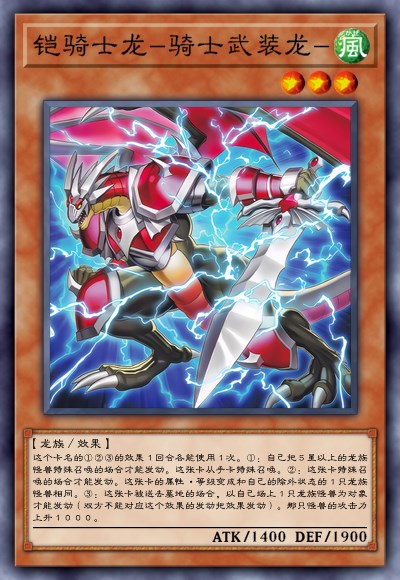 铠骑士龙-骑士武装龙-
風
【龙族／效果】
这个卡名的①②③的效果1回合各能使用1次。①：自己把5星以上的龙族
怪兽特殊召唤的场合才能发动。这张卡从手卡特殊召唤。②：这张卡特殊召
唤的场合才能发动。这张卡的属性·等级变成和自己的除外状态的1只龙族
怪兽相同。③：这张卡被送去墓地的场合，以自己场上1只龙族怪兽为对象
才能发动（双方不能对应这个效果的发动把效果发动）。那只怪兽的攻击力
上升1000。
ATK/1400 DEF/1900